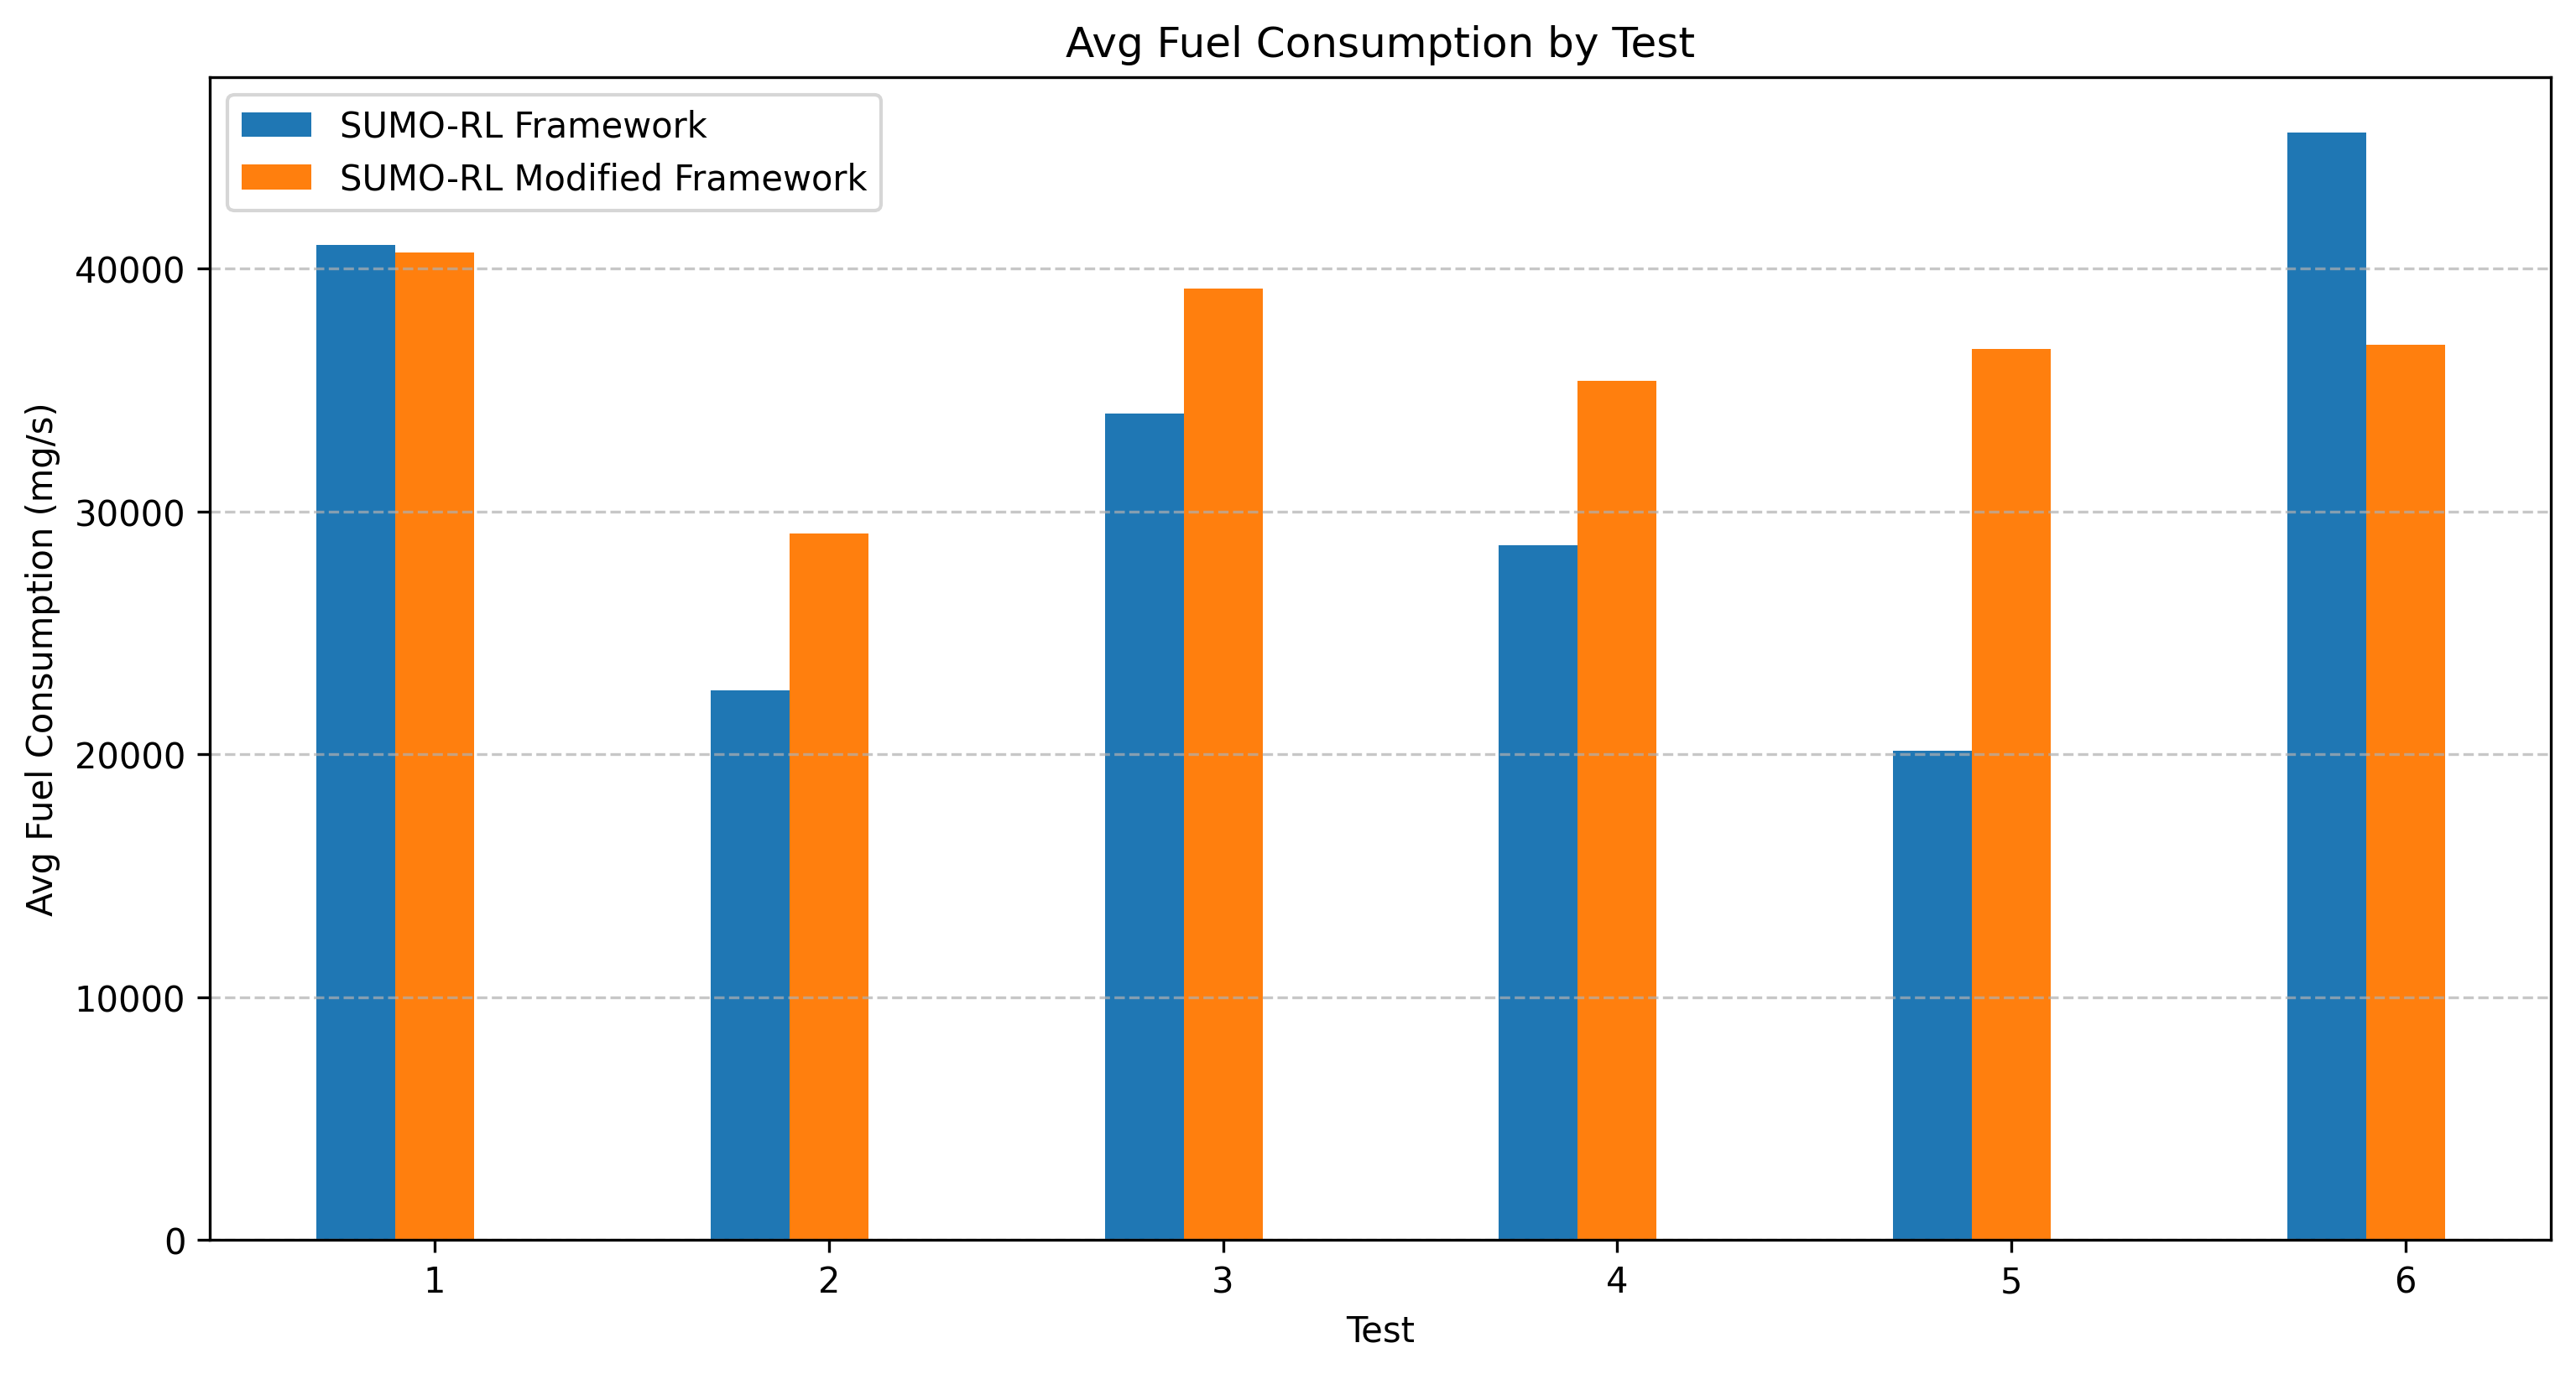 Avg Fuel Consumption by Test
SUMO-RL Framework
SUMO-RL Modified Framework
Avg Fuel Consumption (mg/s)
40000
30000
20000
10000
0
1 2 3 4 5 6
Test